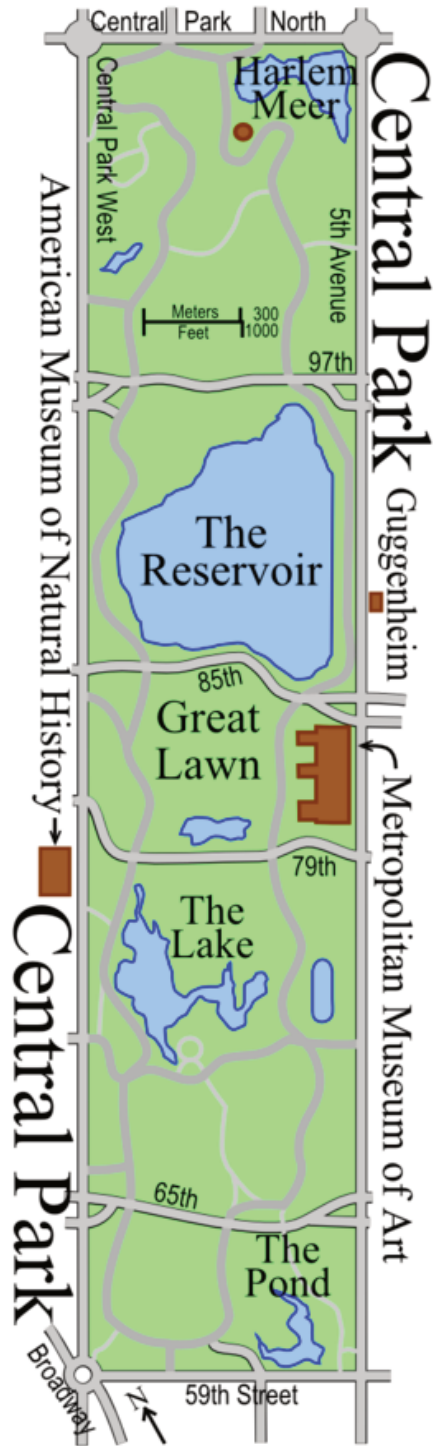 Central Park North
Harlem
Meer
Central Park West
5th Avenue
Central Park
American Museum of Natural History
Meters 300
Feet 1000
97th
Guggenheim
The
Reservoir
85th
Great
Lawn
Metropolitan Museum of Art
79th
The
Lake
Central Park
65th
The
Pond
59th Street
Broadway
N